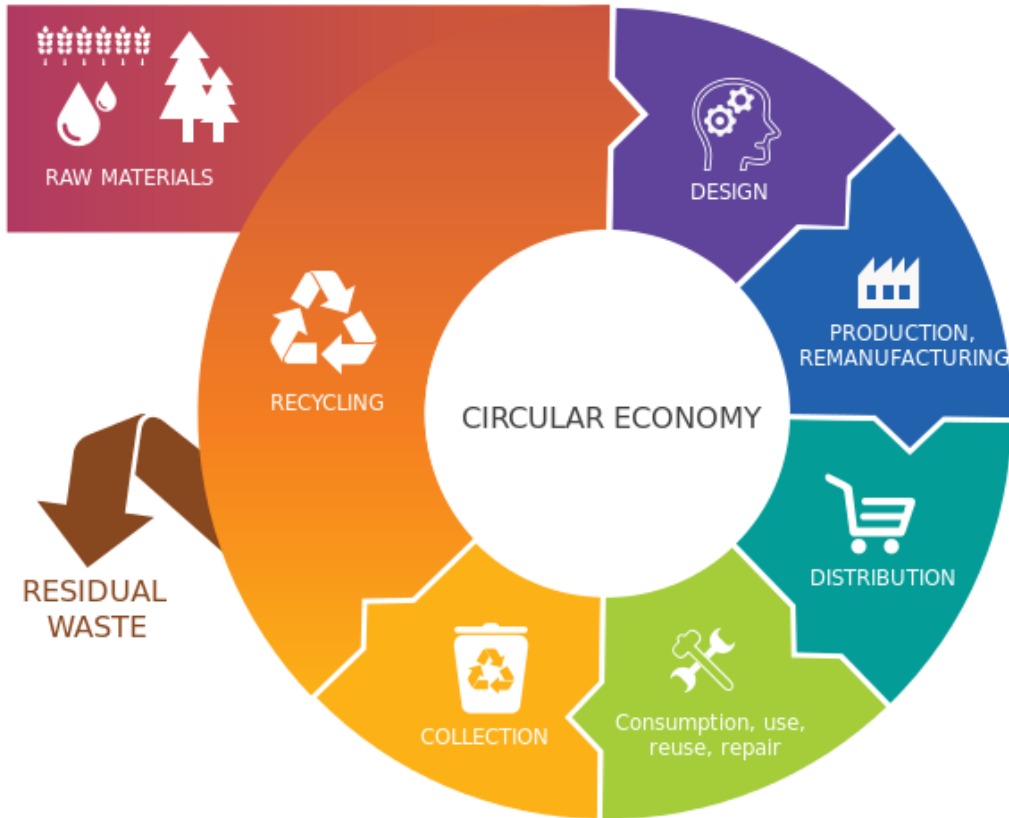 RAW MATERIALS
DESIGN
PRODUCTION,
REMANUFACTURING
RECYCLING
CIRCULAR ECONOMY
DISTRIBUTION
RESIDUAL
WASTE
Consumption, use,
reuse, repair
COLLECTION